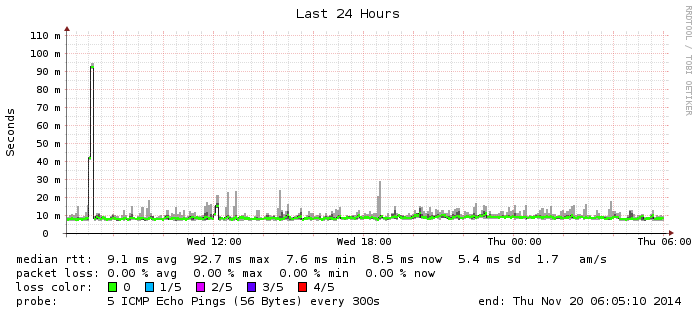 Last 24 Hours
RRDTOOL / TOBI OETIKER
Seconds
110 m
100 m
90 m
80 m
70 m
60 m
50 m
40 m
30 m
20 m
10 m
0
Wed 12:00 Wed 18:00 Thu 00:00 Thu 06:00
median rtt: 9.1 ms avg 92.7 ms max 7.6 ms min 8.5 ms now 5.4 ms sd 1.7 am/s
packet loss: 0.00 % avg 0.00 % max 0.00 % min 0.00 % now
loss color: 0 1/5 2/5 3/5 4/5
probe: 5 ICMP Echo Pings (56 Bytes) every 300s end: Thu Nov 20 06:05:10 2014